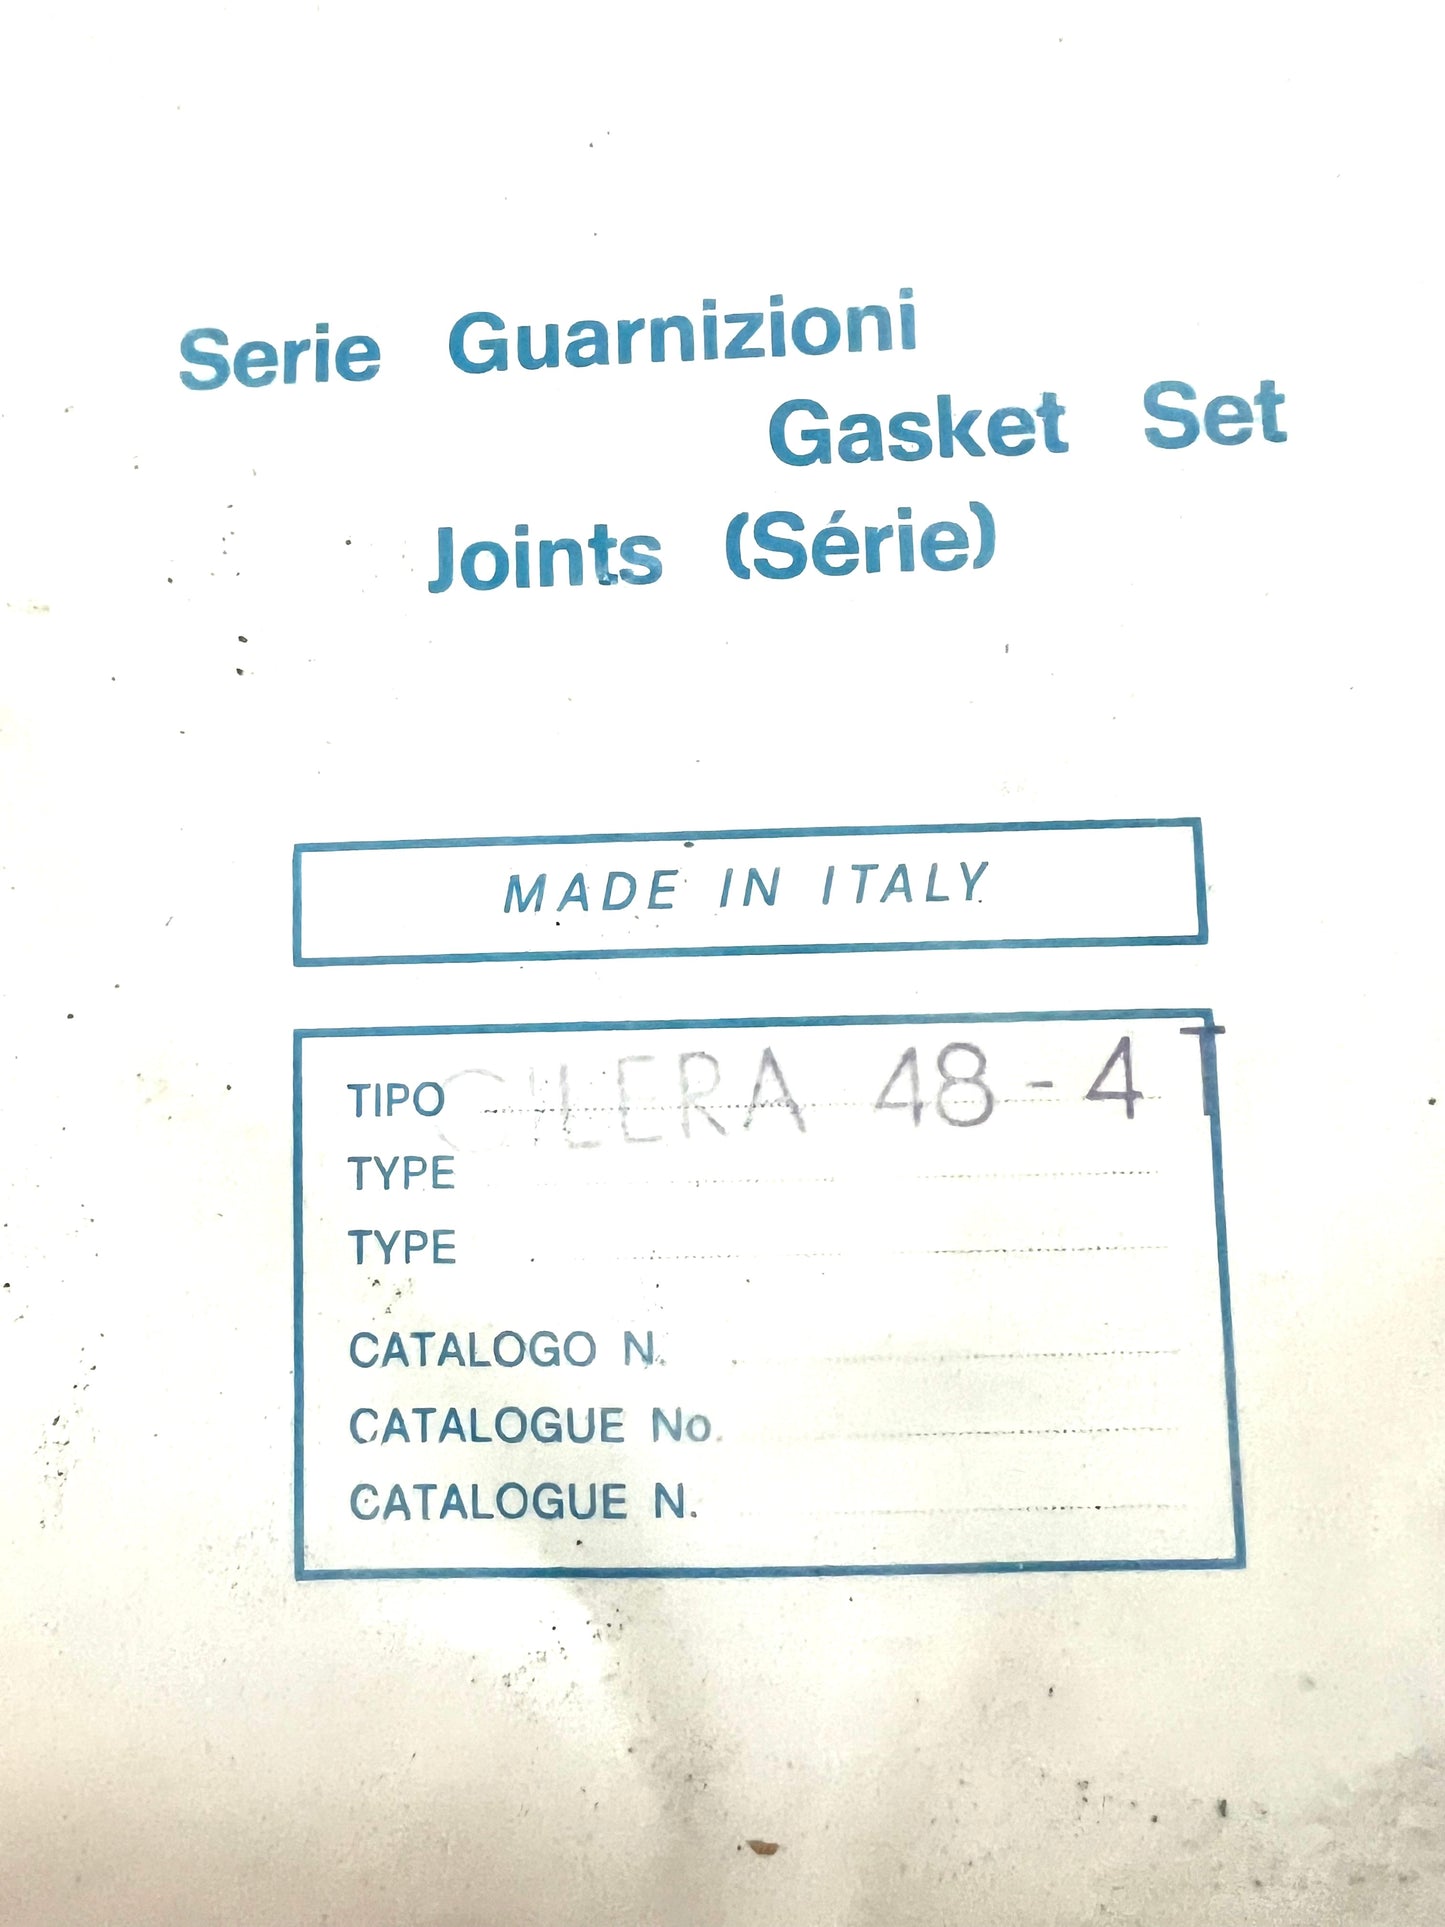 Serie Guarnizioni
Gasket Set
Joints (Série)
MADE IN ITALY
TIPO GILERA 48-4T
TYPE
TYPE
CATALOGO N.
CATALOGUE No.
CATALOGUE N.